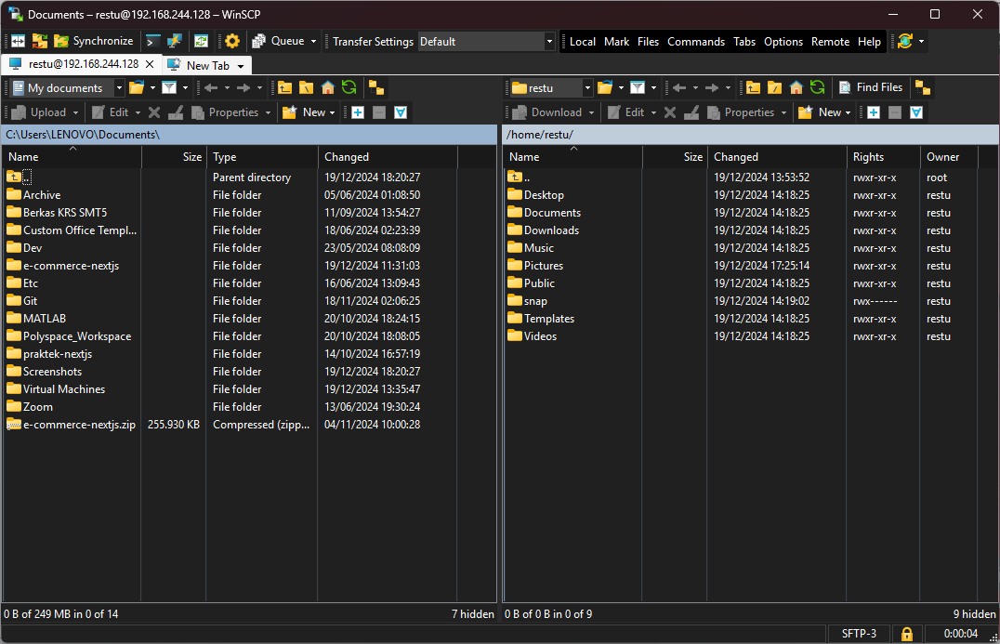 Documents – restu@192.168.244.128 – WinSCP
Synchronize Queue Transfer Settings Default Local Mark Files Commands Tabs Options Remote Help
restu@192.168.244.128 New Tab
My documents restu Find Files
Upload Edit Properties New Download Edit Properties New
C:\Users\LENOVO\Documents\ /home/restu/
Name Size Type Changed Name Size Changed Rights Owner
.. Parent directory 19/12/2024 18:20:27 .. 19/12/2024 13:53:52 rwxr-xr-x root
Archive File folder 05/06/2024 01:08:50 Desktop 19/12/2024 14:18:25 rwxr-xr-x restu
Berkas KRS SMT5 File folder 11/09/2024 13:54:27 Documents 19/12/2024 14:18:25 rwxr-xr-x restu
Custom Office Templ... File folder 18/06/2024 02:23:39 Downloads 19/12/2024 14:18:25 rwxr-xr-x restu
Dev File folder 23/05/2024 08:08:09 Music 19/12/2024 14:18:25 rwxr-xr-x restu
e-commerce-nextjs File folder 19/12/2024 11:31:03 Pictures 19/12/2024 17:25:14 rwxr-xr-x restu
Etc File folder 16/06/2024 13:09:43 Public 19/12/2024 14:18:25 rwxr-xr-x restu
Git File folder 18/11/2024 02:06:25 snap 19/12/2024 14:19:02 rwx------ restu
MATLAB File folder 20/10/2024 18:24:15 Templates 19/12/2024 14:18:25 rwxr-xr-x restu
Polyspace_Workspace File folder 20/10/2024 18:08:05 Videos 19/12/2024 14:18:25 rwxr-xr-x restu
praktek-nextjs File folder 14/10/2024 16:57:19
Screenshots File folder 19/12/2024 18:20:27
Virtual Machines File folder 19/12/2024 13:35:47
Zoom File folder 13/06/2024 19:30:24
e-commerce-nextjs.zip 255.930 KB Compressed (zipp... 04/11/2024 10:00:28
0 B of 249 MB in 0 of 14 7 hidden 0 B of 0 B in 0 of 9 9 hidden
SFTP-3 0:00:04